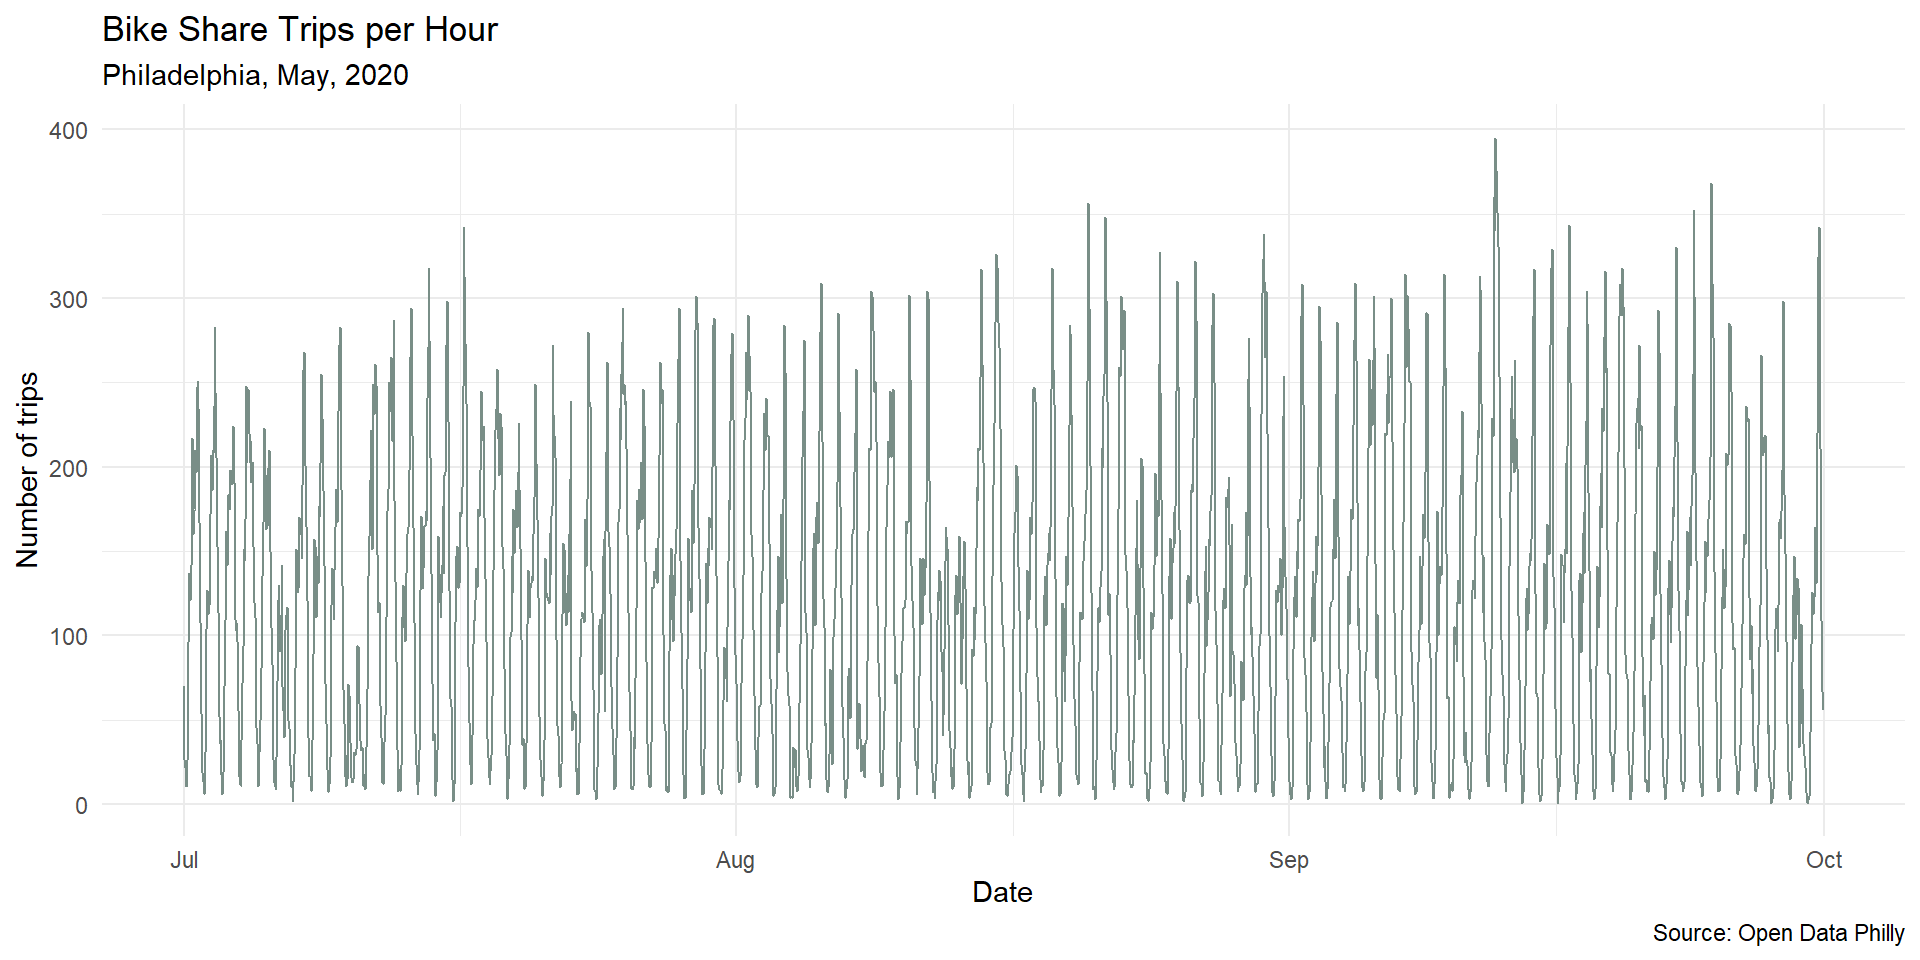 Bike Share Trips per Hour
Philadelphia, May, 2020
Number of trips
400
300
200
100
0
Jul
Aug
Sep
Oct
Date
Source: Open Data Philly